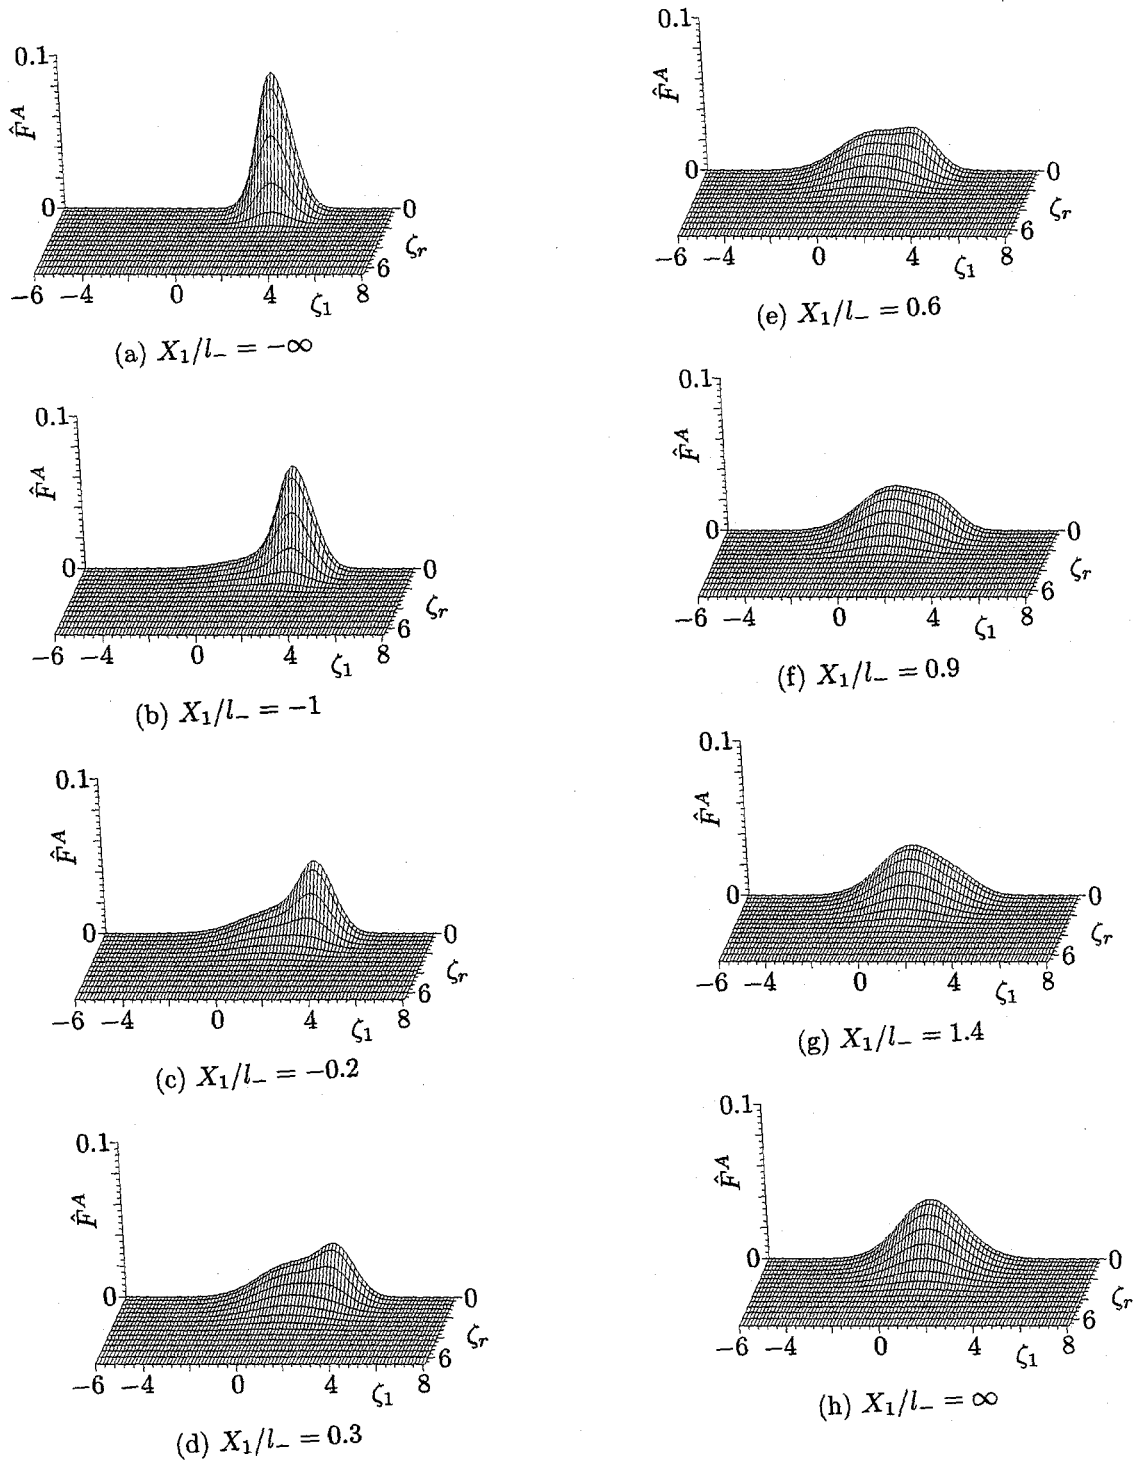 0.1
F̂^A
0
0
ζ_r
6
−6 −4 0 4 8
ζ_1
(a) X_1/l_− = −∞
0.1
F̂^A
0
0
ζ_r
6
−6 −4 0 4 8
ζ_1
(b) X_1/l_− = −1
0.1
F̂^A
0
0
ζ_r
6
−6 −4 0 4 8
ζ_1
(c) X_1/l_− = −0.2
0.1
F̂^A
0
0
ζ_r
6
−6 −4 0 4 8
ζ_1
(d) X_1/l_− = 0.3
0.1
F̂^A
0
0
ζ_r
6
−6 −4 0 4 8
ζ_1
(e) X_1/l_− = 0.6
0.1
F̂^A
0
0
ζ_r
6
−6 −4 0 4 8
ζ_1
(f) X_1/l_− = 0.9
0.1
F̂^A
0
0
ζ_r
6
−6 −4 0 4 8
ζ_1
(g) X_1/l_− = 1.4
0.1
F̂^A
0
0
ζ_r
6
−6 −4 0 4 8
ζ_1
(h) X_1/l_− = ∞